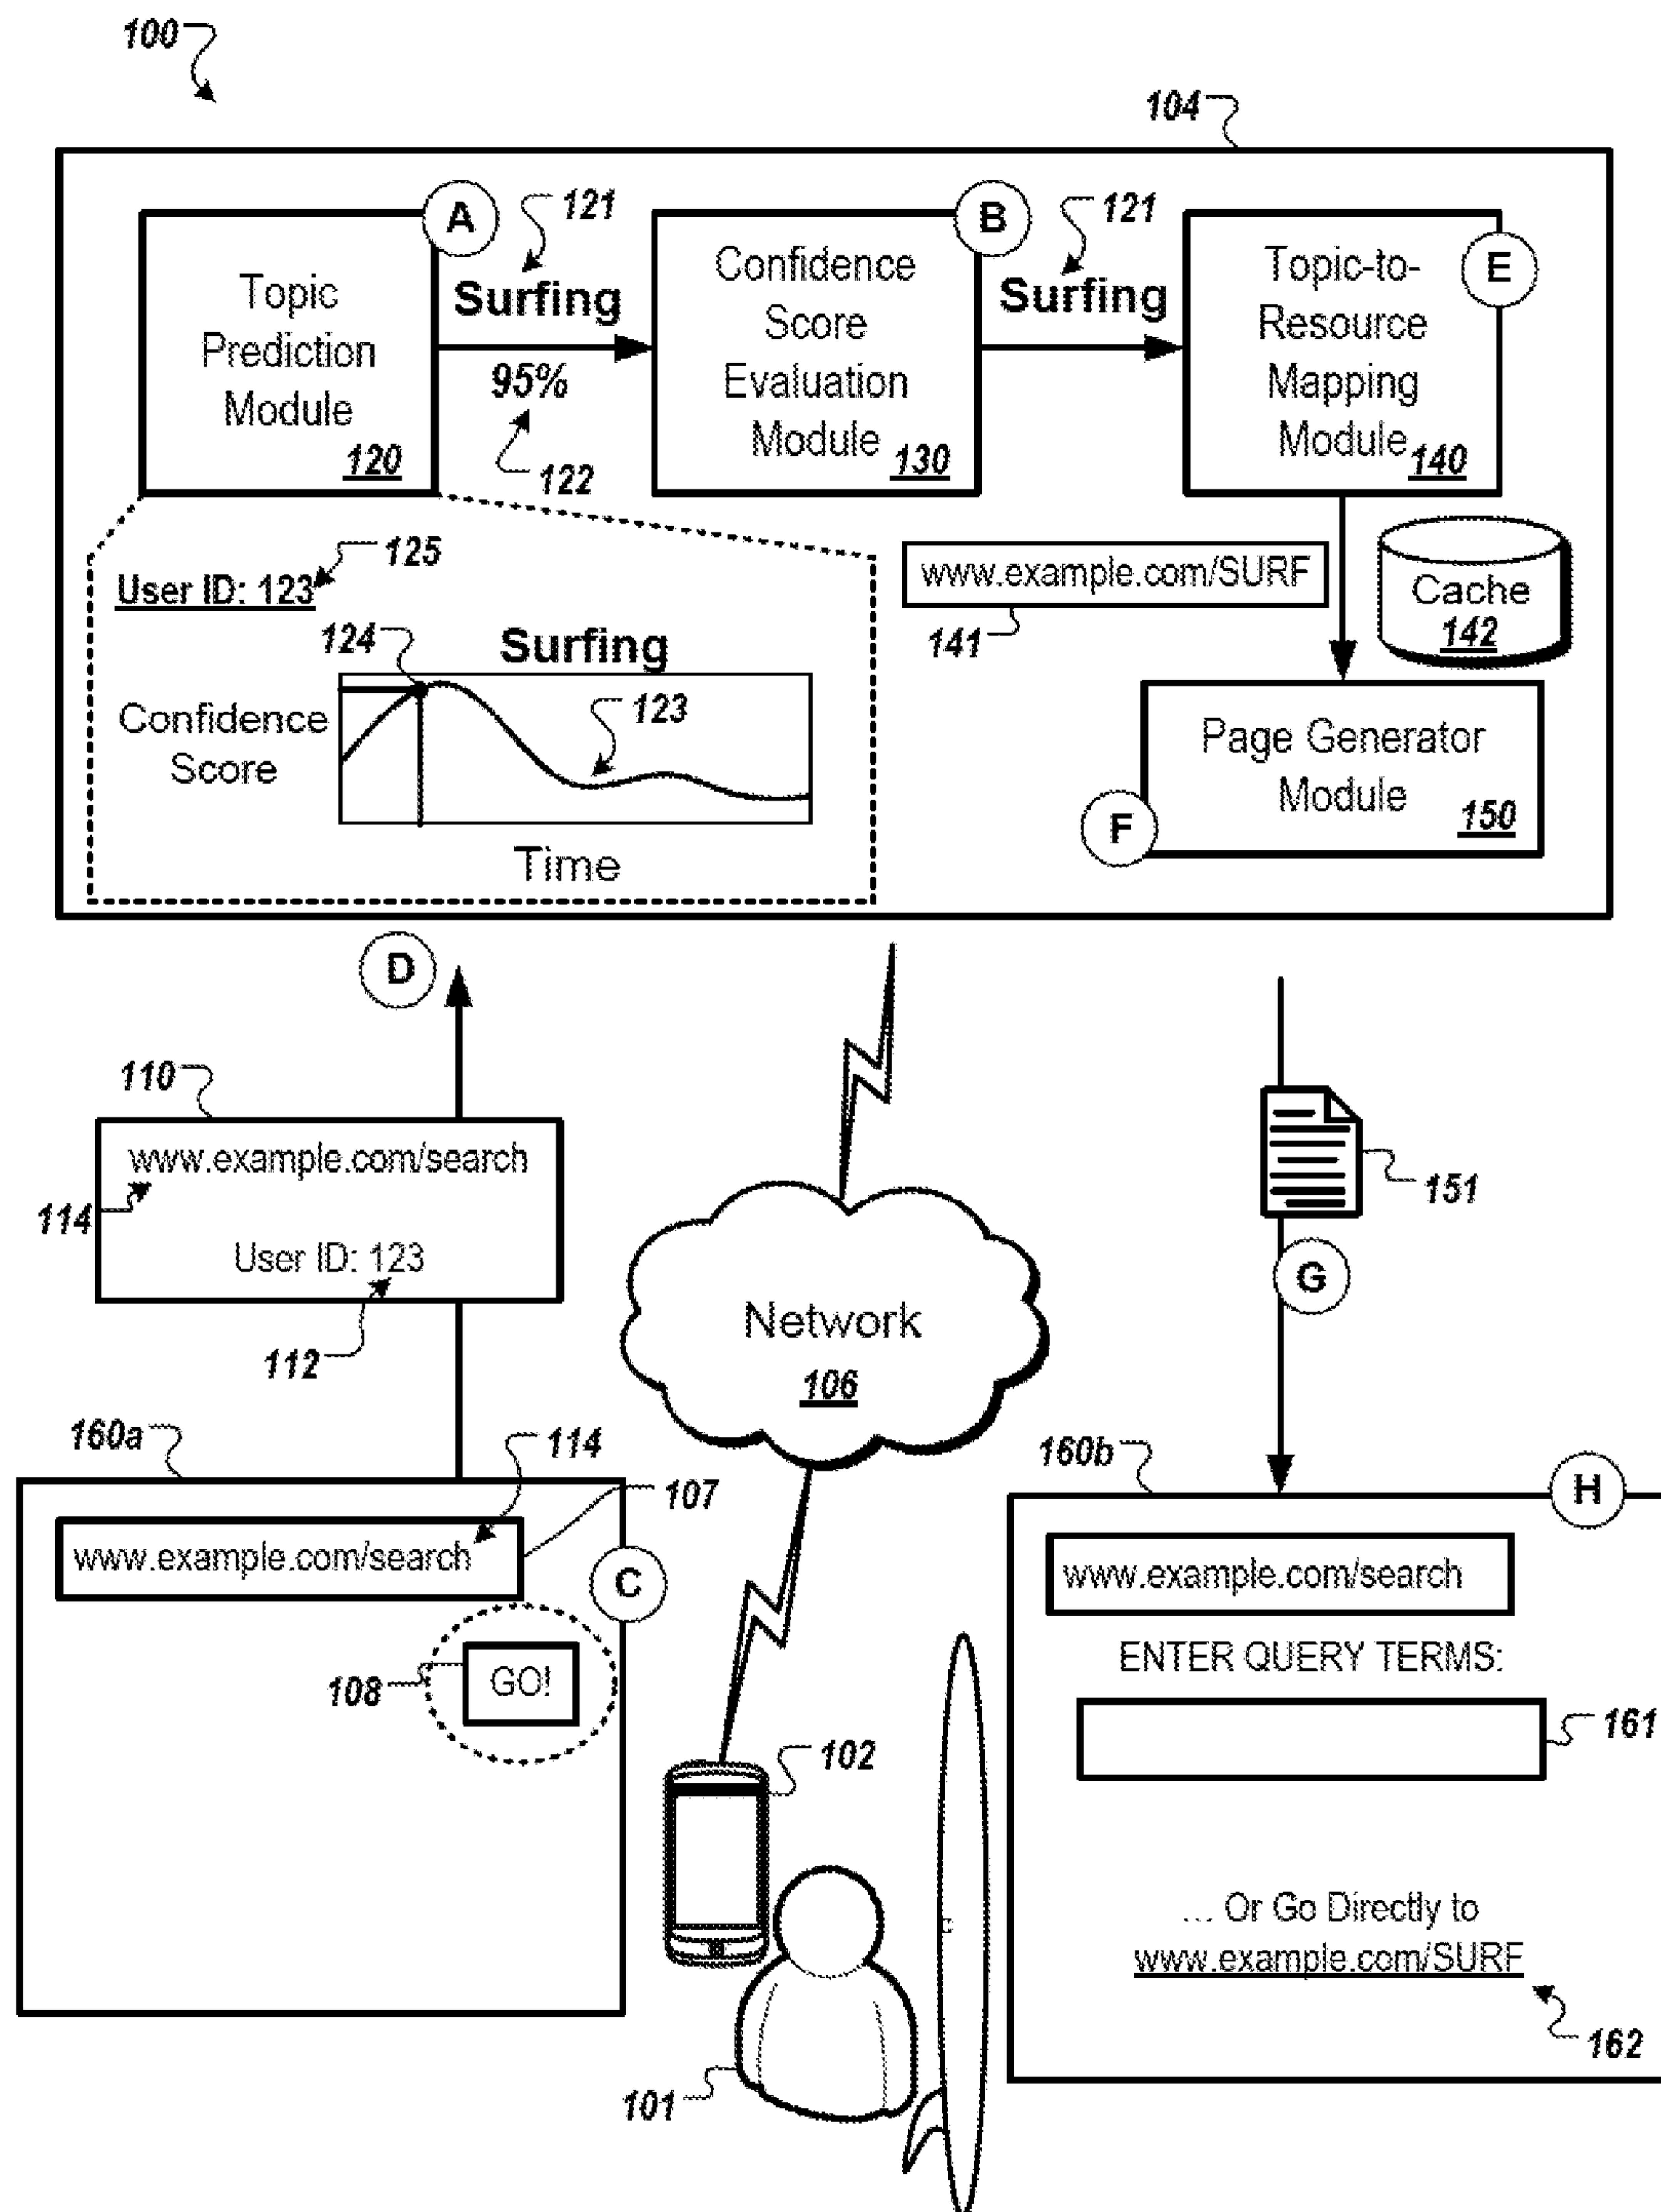 100
104
A
121
B
121
E
Topic
Prediction
Module
120
Surfing
95%
122
Confidence
Score
Evaluation
Module
130
Surfing
Topic-to-
Resource
Mapping
Module
140
User ID: 123
125
124
Surfing
Confidence
Score
123
Time
www.example.com/SURF
141
Cache
142
Page Generator
Module
150
F
D
110
www.example.com/search
114
User ID: 123
112
151
G
Network
106
160a
114
107
www.example.com/search
C
108
GO!
102
101
160b
H
www.example.com/search
ENTER QUERY TERMS:
161
... Or Go Directly to
www.example.com/SURF
162